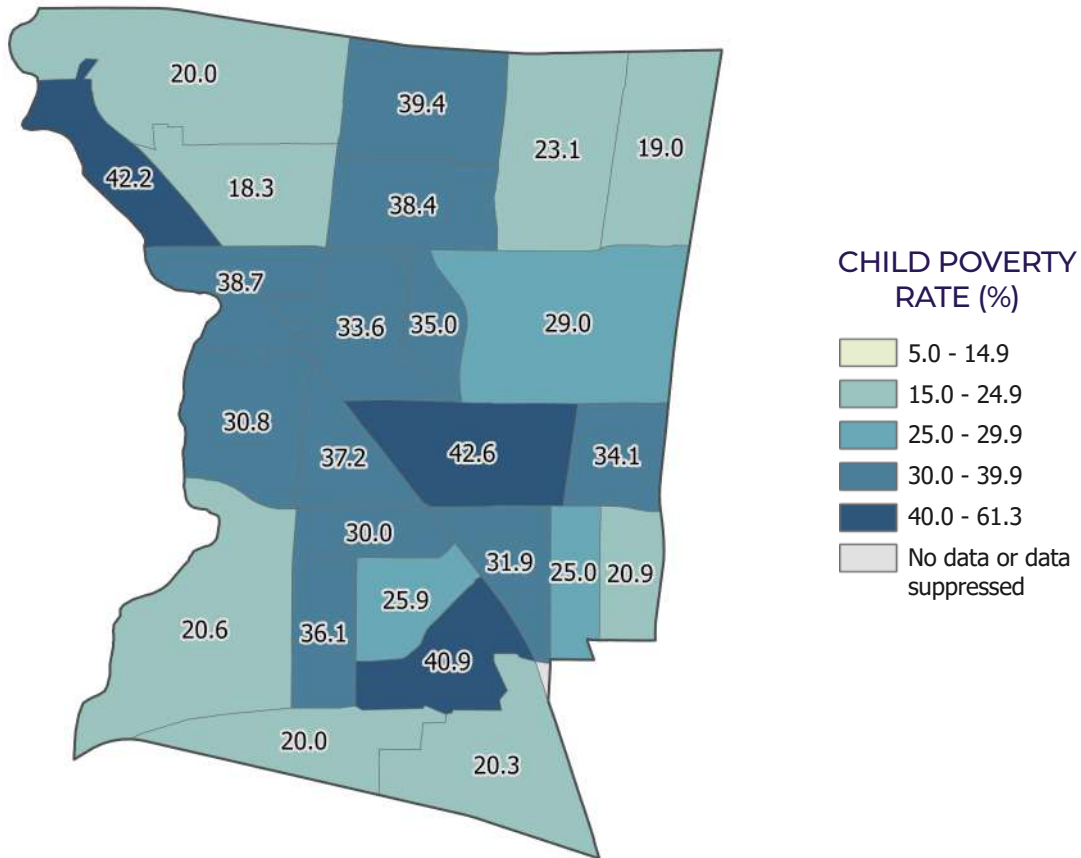 20.0
39.4
23.1
19.0
42.2
18.3
38.4
38.7
33.6
35.0
29.0
30.8
37.2
42.6
34.1
30.0
31.9
25.0
20.9
25.9
20.6
36.1
40.9
20.0
20.3
CHILD POVERTY
RATE (%)
5.0 - 14.9
15.0 - 24.9
25.0 - 29.9
30.0 - 39.9
40.0 - 61.3
No data or data
suppressed